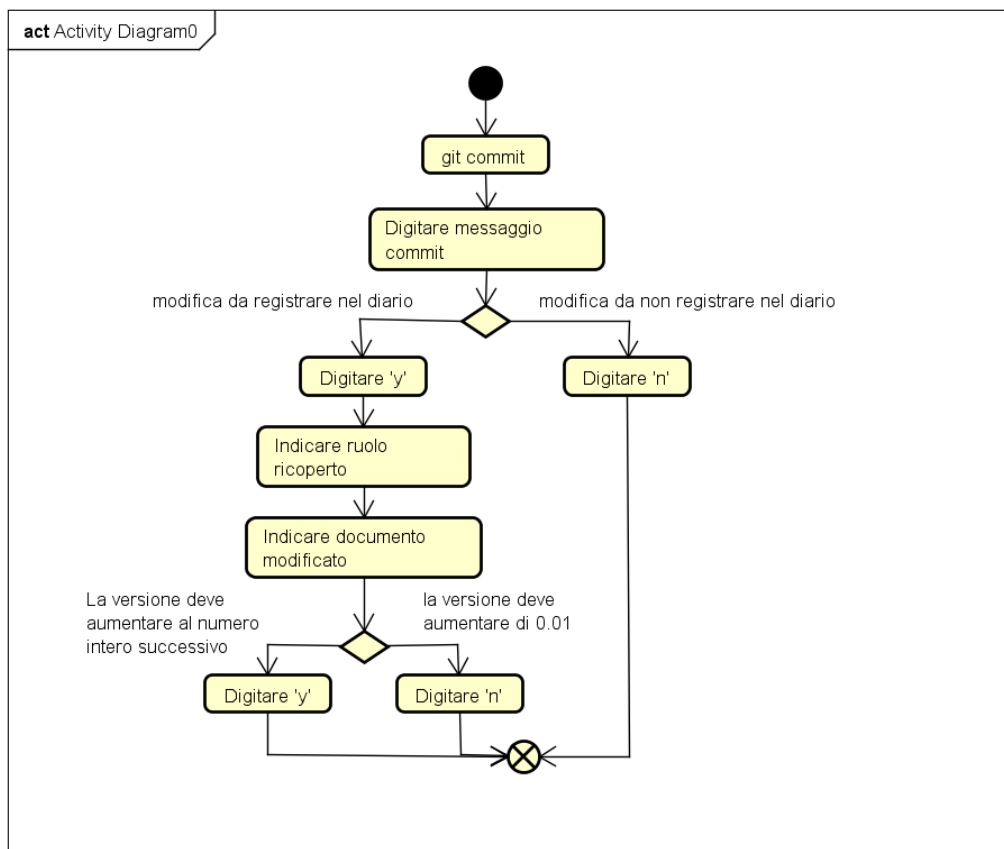 act Activity Diagram0
git commit
Digitare messaggio
commit
modifica da registrare nel diario
modifica da non registrare nel diario
Digitare 'y'
Digitare 'n'
Indicare ruolo
ricoperto
Indicare documento
modificato
La versione deve
aumentare al numero
intero successivo
la versione deve
aumentare di 0.01
Digitare 'y'
Digitare 'n'